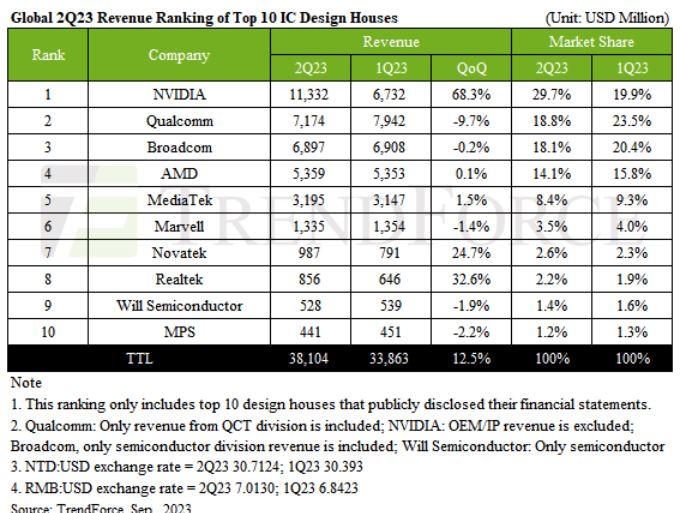 Global 2Q23 Revenue Ranking of Top 10 IC Design Houses (Unit: USD Million)
Rank Company Revenue Market Share
2Q23 1Q23 QoQ 2Q23 1Q23
1 NVIDIA 11,332 6,732 68.3% 29.7% 19.9%
2 Qualcomm 7,174 7,942 -9.7% 18.8% 23.5%
3 Broadcom 6,897 6,908 -0.2% 18.1% 20.4%
4 AMD 5,359 5,353 0.1% 14.1% 15.8%
5 MediaTek 3,195 3,147 1.5% 8.4% 9.3%
6 Marvell 1,335 1,354 -1.4% 3.5% 4.0%
7 Novatek 987 791 24.7% 2.6% 2.3%
8 Realtek 856 646 32.6% 2.2% 1.9%
9 Will Semiconductor 528 539 -1.9% 1.4% 1.6%
10 MPS 441 451 -2.2% 1.2% 1.3%
TTL 38,104 33,863 12.5% 100% 100%
TRENDFORCE
Note
1. This ranking only includes top 10 design houses that publicly disclosed their financial statements.
2. Qualcomm: Only revenue from QCT division is included; NVIDIA: OEM/IP revenue is excluded;
Broadcom, only semiconductor division revenue is included; Will Semiconductor: Only semiconductor
3. NTD:USD exchange rate = 2Q23 30.7124; 1Q23 30.393
4. RMB:USD exchange rate = 2Q23 7.0130; 1Q23 6.8423
Source: TrendForce, Sep., 2023